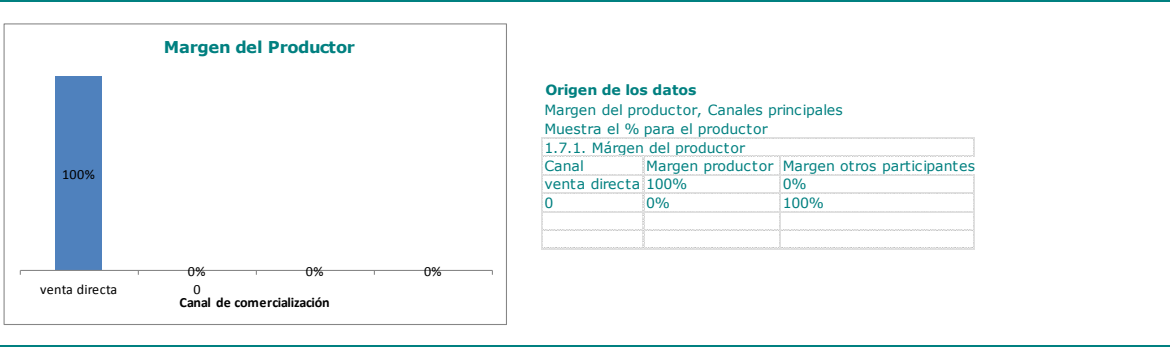 Margen del Productor
100%
0%
0%
0%
venta directa
0
Canal de comercialización
Origen de los datos
Margen del productor, Canales principales
Muestra el % para el productor
1.7.1. Márgen del productor
Canal Margen productor Margen otros participantes
venta directa 100% 0%
0 0% 100%